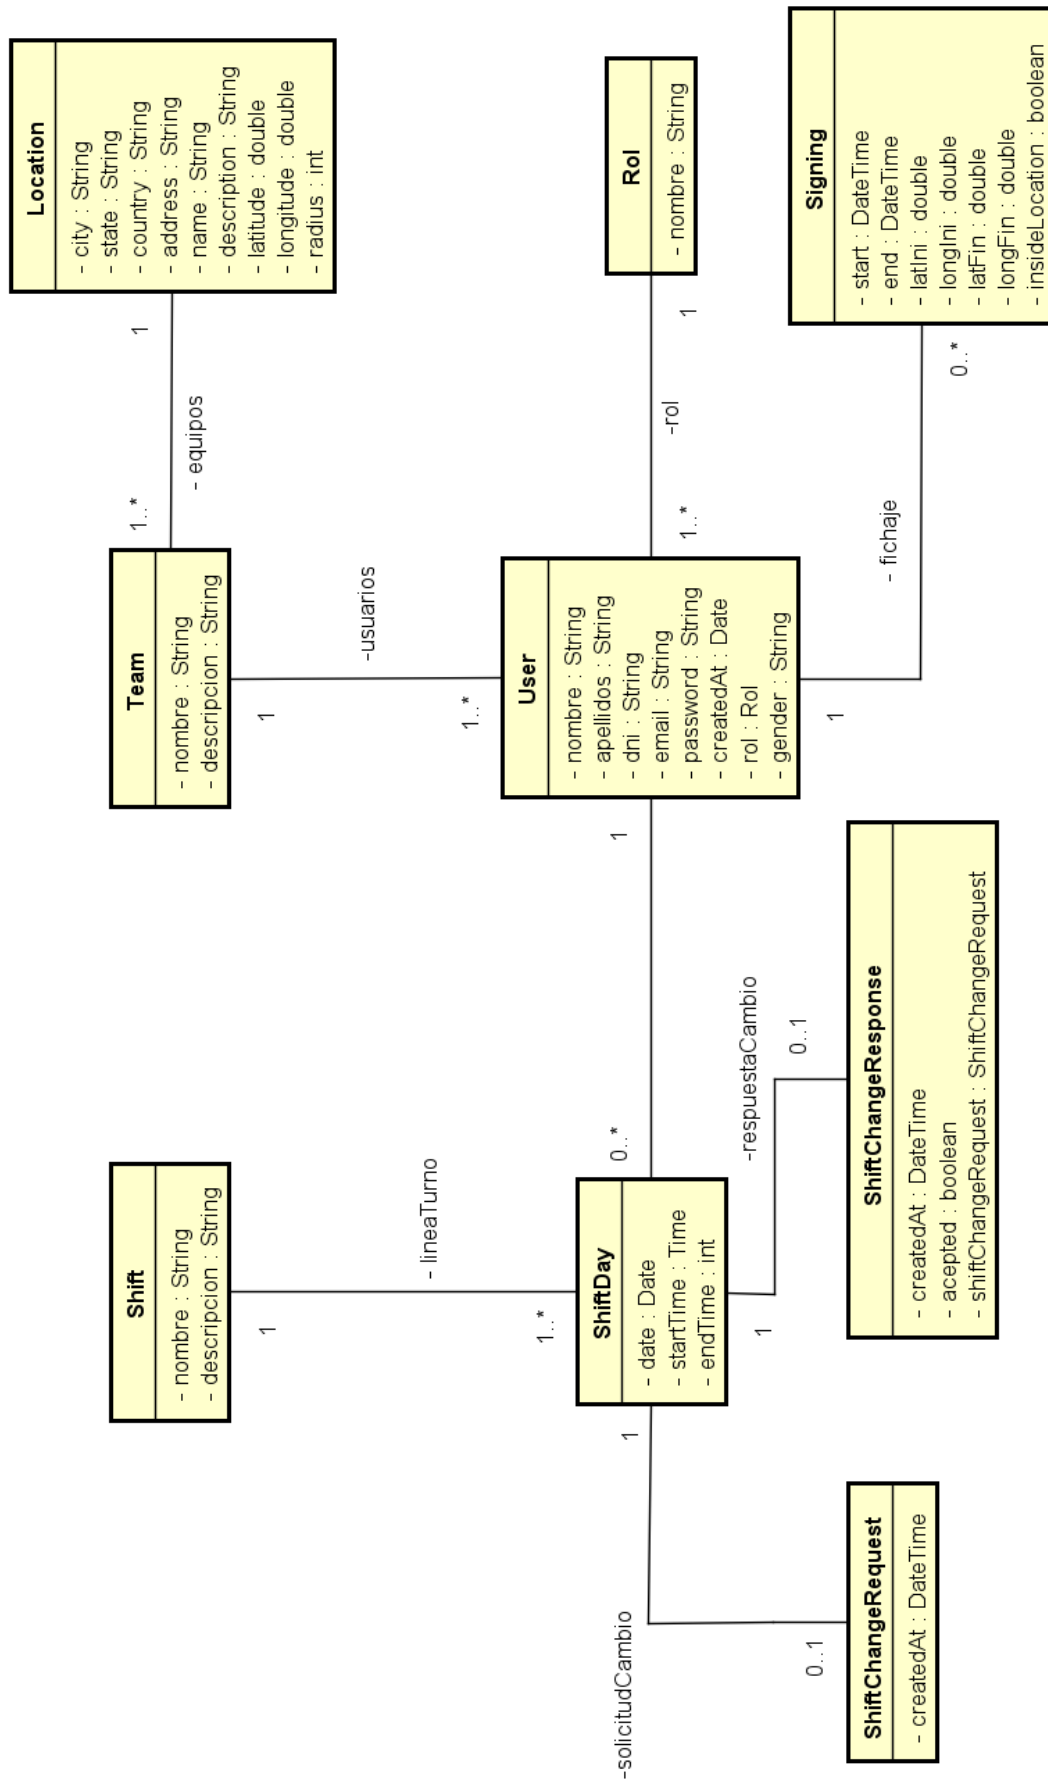 Shift
- nombre : String
- descripcion : String
1
- lineaTurno
1..*
Team
- nombre : String
- descripcion : String
1
-usuarios
1..*
1..*
- equipos
1
Location
- city : String
- state : String
- country : String
- address : String
- name : String
- description : String
- latitude : double
- longitude : double
- radius : int
ShiftDay
- date : Date
- startTime : Time
- endTime : int
0..*
1
User
- nombre : String
- apellidos : String
- dni : String
- email : String
- password : String
- createdAt : Date
- rol : Rol
- gender : String
1..*
-rol
1
Rol
- nombre : String
1
-solicitudCambio
0..1
1
-respuestaCambio
0..1
1
- fichaje
0..*
ShiftChangeRequest
- createdAt : DateTime
ShiftChangeResponse
- createdAt : DateTime
- acepted : boolean
- shiftChangeRequest : ShiftChangeRequest
Signing
- start : DateTime
- end : DateTime
- latIni : double
- longIni : double
- latFin : double
- longFin : double
- insideLocation : boolean